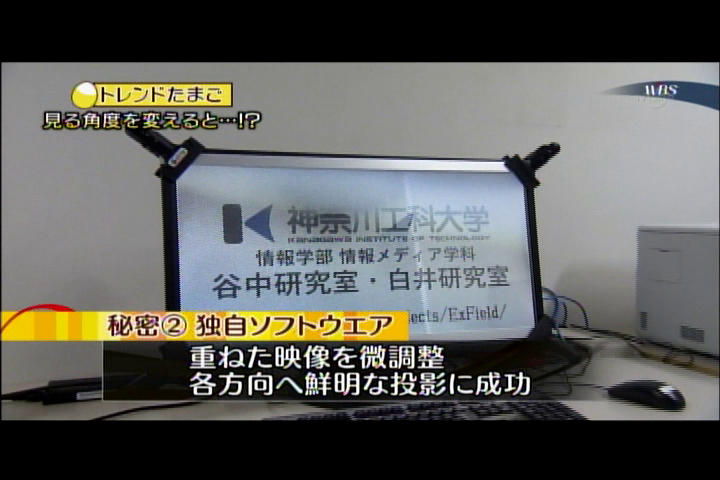 トレンドたまご
見る角度を変えると…!?
WBS
神奈川工科大学
KANAGAWA INSTITUTE OF TECHNOLOGY
情報学部 情報メディア学科
谷中研究室・白井研究室
ects/ExField/
秘密② 独自ソフトウエア
重ねた映像を微調整
各方向へ鮮明な投影に成功